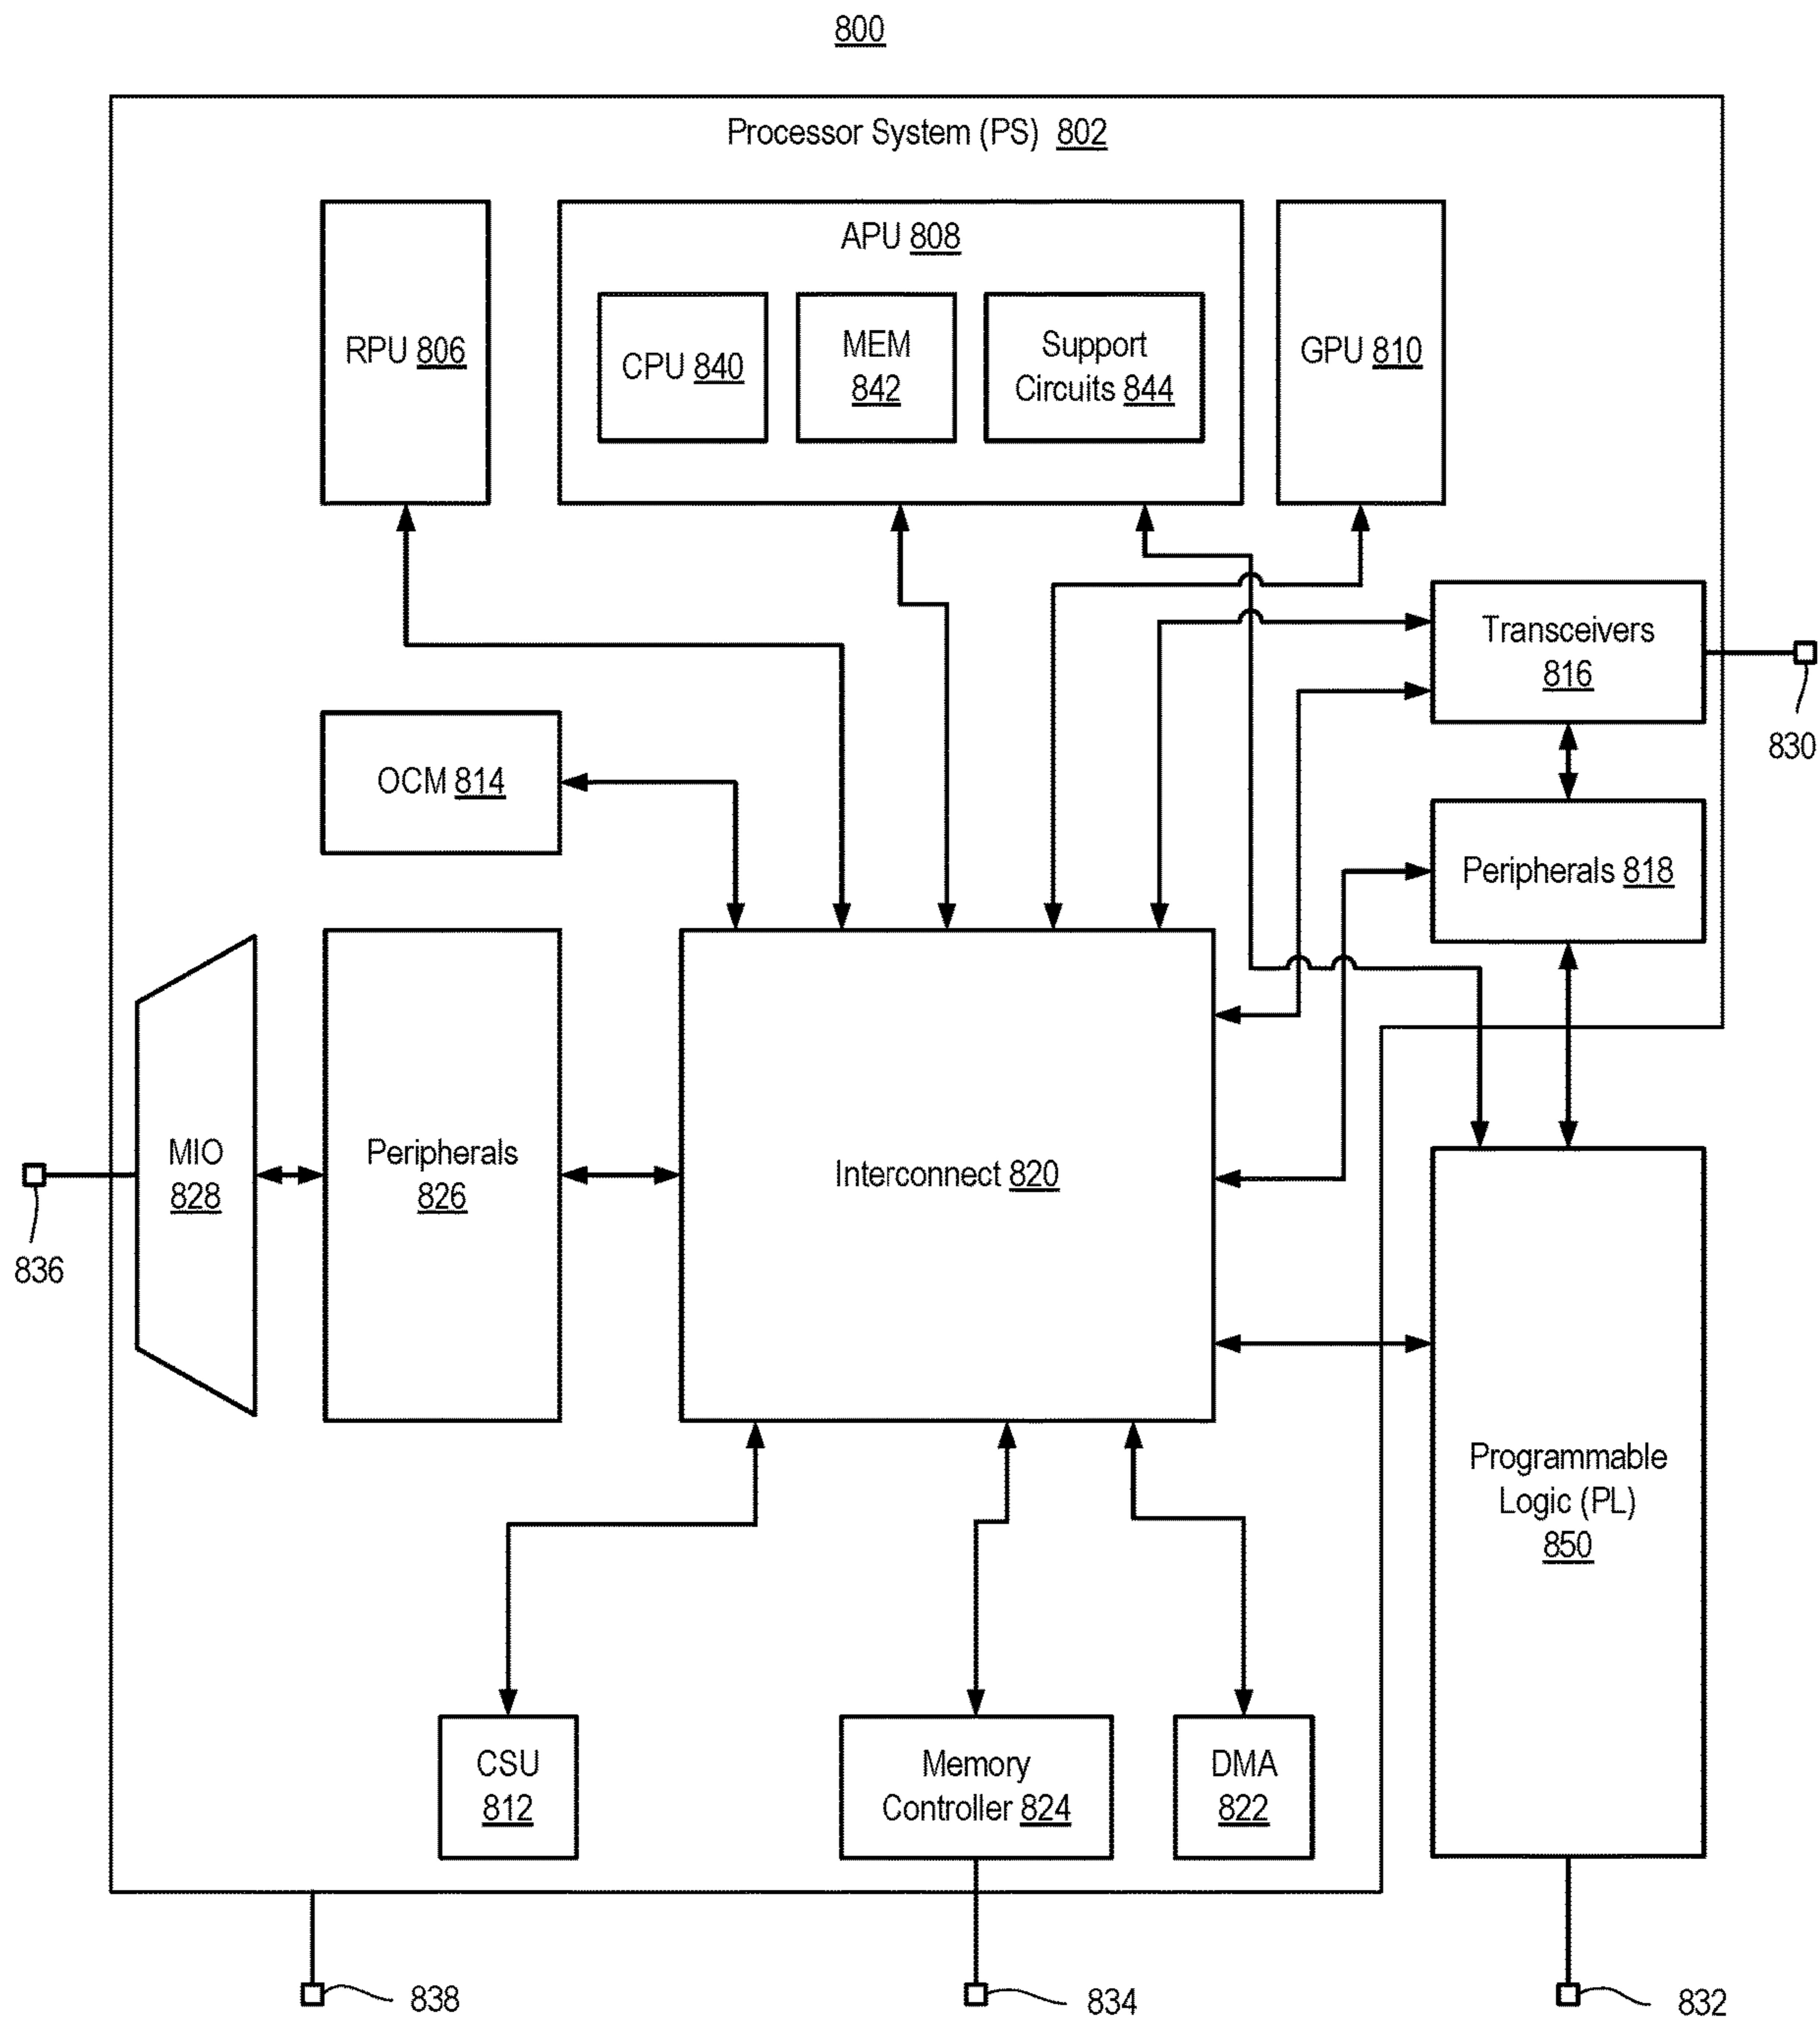 800
Processor System (PS) 802
APU 808
RPU 806
CPU 840
MEM
842
Support
Circuits 844
GPU 810
Transceivers
816
830
OCM 814
Peripherals 818
MIO
828
Peripherals
826
Interconnect 820
836
Programmable
Logic (PL)
850
CSU
812
Memory
Controller 824
DMA
822
838
834
832